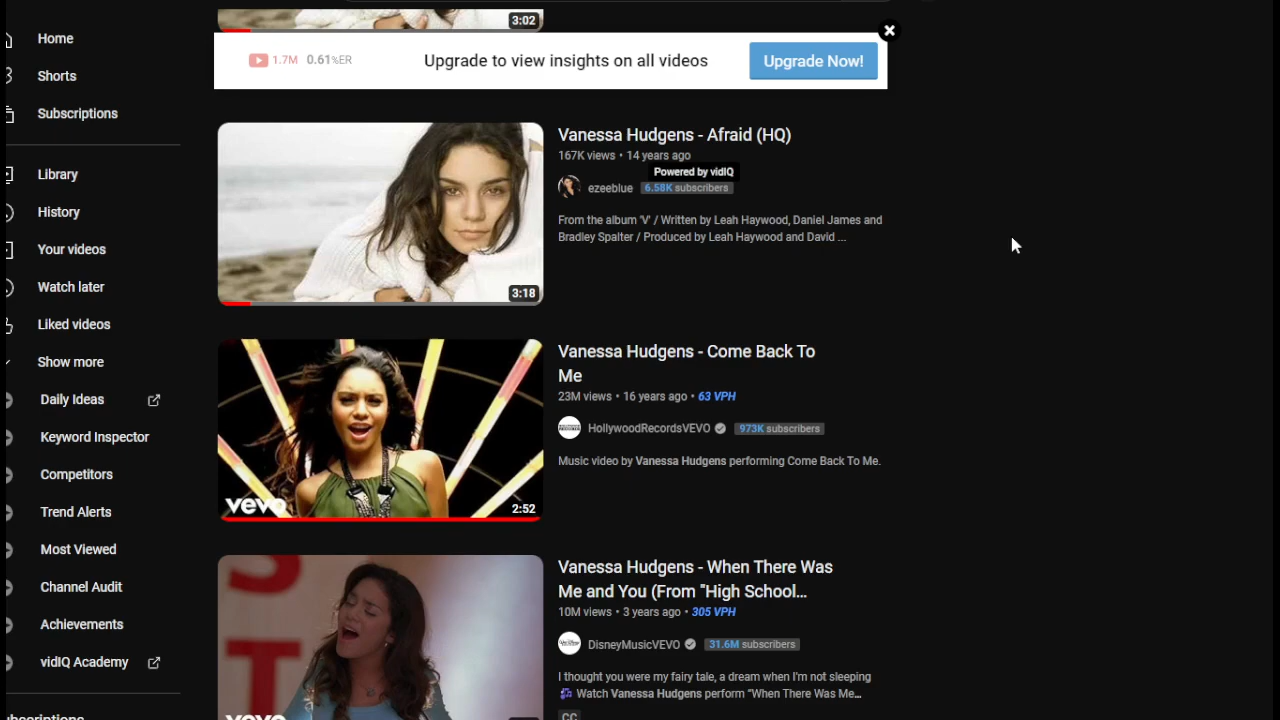 Home
Shorts
Subscriptions
Library
History
Your videos
Watch later
Liked videos
Show more
Daily Ideas
Keyword Inspector
Competitors
Trend Alerts
Most Viewed
Channel Audit
Achievements
vidIQ Academy
ubscriptions
3:02
1.7M 0.61%ER
Upgrade to view insights on all videos
Upgrade Now!
3:18
Vanessa Hudgens - Afraid (HQ)
167K views • 14 years ago
Powered by vidIQ
ezeeblue 6.58K subscribers
From the album 'V' / Written by Leah Haywood, Daniel James and
Bradley Spalter / Produced by Leah Haywood and David ...
vevo
2:52
Vanessa Hudgens - Come Back To
Me
23M views • 16 years ago • 63 VPH
HollywoodRecordsVEVO 973K subscribers
Music video by Vanessa Hudgens performing Come Back To Me.
S
T
vevo
Vanessa Hudgens - When There Was
Me and You (From "High School...
10M views • 3 years ago • 305 VPH
DisneyMusicVEVO 31.6M subscribers
I thought you were my fairy tale, a dream when I'm not sleeping
🎶 Watch Vanessa Hudgens perform "When There Was Me...
CC